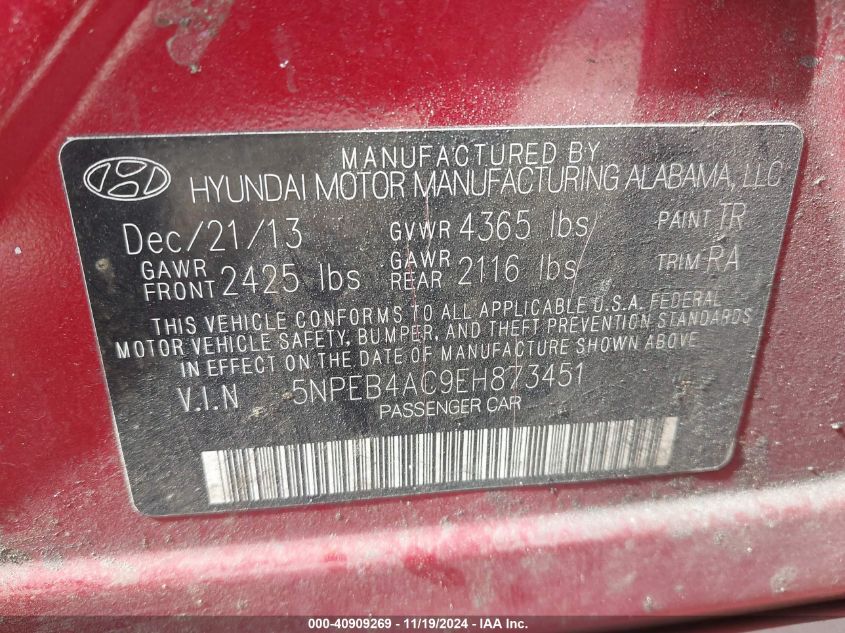 MANUFACTURED BY
HYUNDAI MOTOR MANUFACTURING ALABAMA, LLC
Dec/21/13 GVWR 4365 lbs PAINT TR
GAWR FRONT 2425 lbs GAWR REAR 2116 lbs TRIM RA
THIS VEHICLE CONFORMS TO ALL APPLICABLE U.S.A. FEDERAL
MOTOR VEHICLE SAFETY, BUMPER, AND THEFT PREVENTION STANDARDS
IN EFFECT ON THE DATE OF MANUFACTURE SHOWN ABOVE.
V.I.N 5NPEB4AC9EH873451
PASSENGER CAR
000-40909269 - 11/19/2024 - IAAI, Inc.